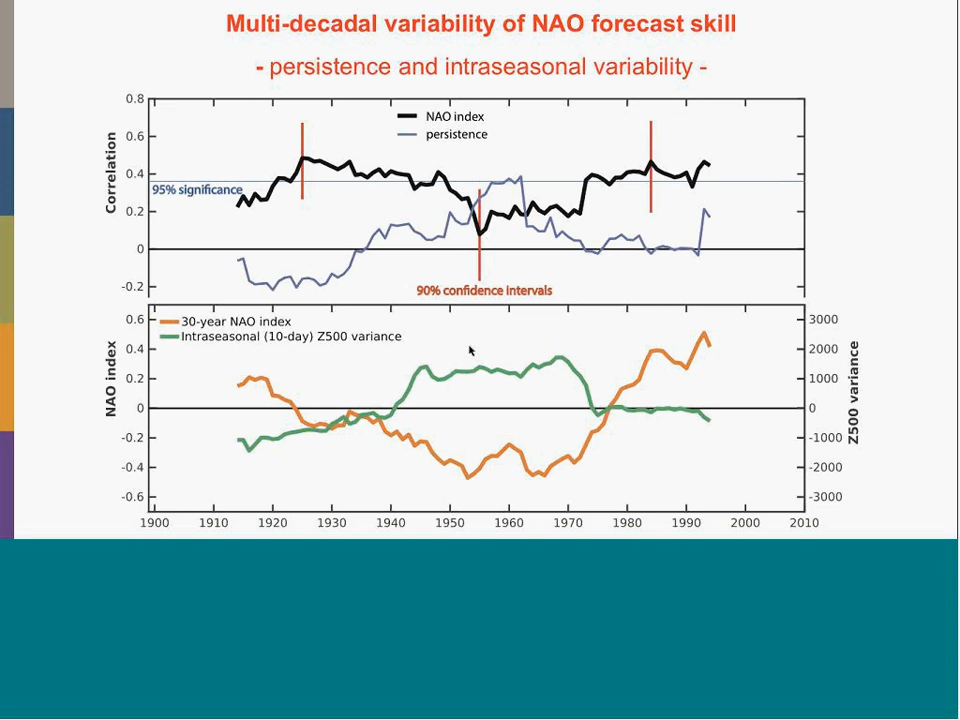 Multi-decadal variability of NAO forecast skill
- persistence and intraseasonal variability -
0.8
0.6
0.4
0.2
0
-0.2
Correlation
NAO index
persistence
95% significance
90% confidence intervals
0.6
0.4
0.2
0
-0.2
-0.4
-0.6
NAO index
30-year NAO index
Intraseasonal (10-day) Z500 variance
3000
2000
1000
0
-1000
-2000
-3000
Z500 variance
1900 1910 1920 1930 1940 1950 1960 1970 1980 1990 2000 2010